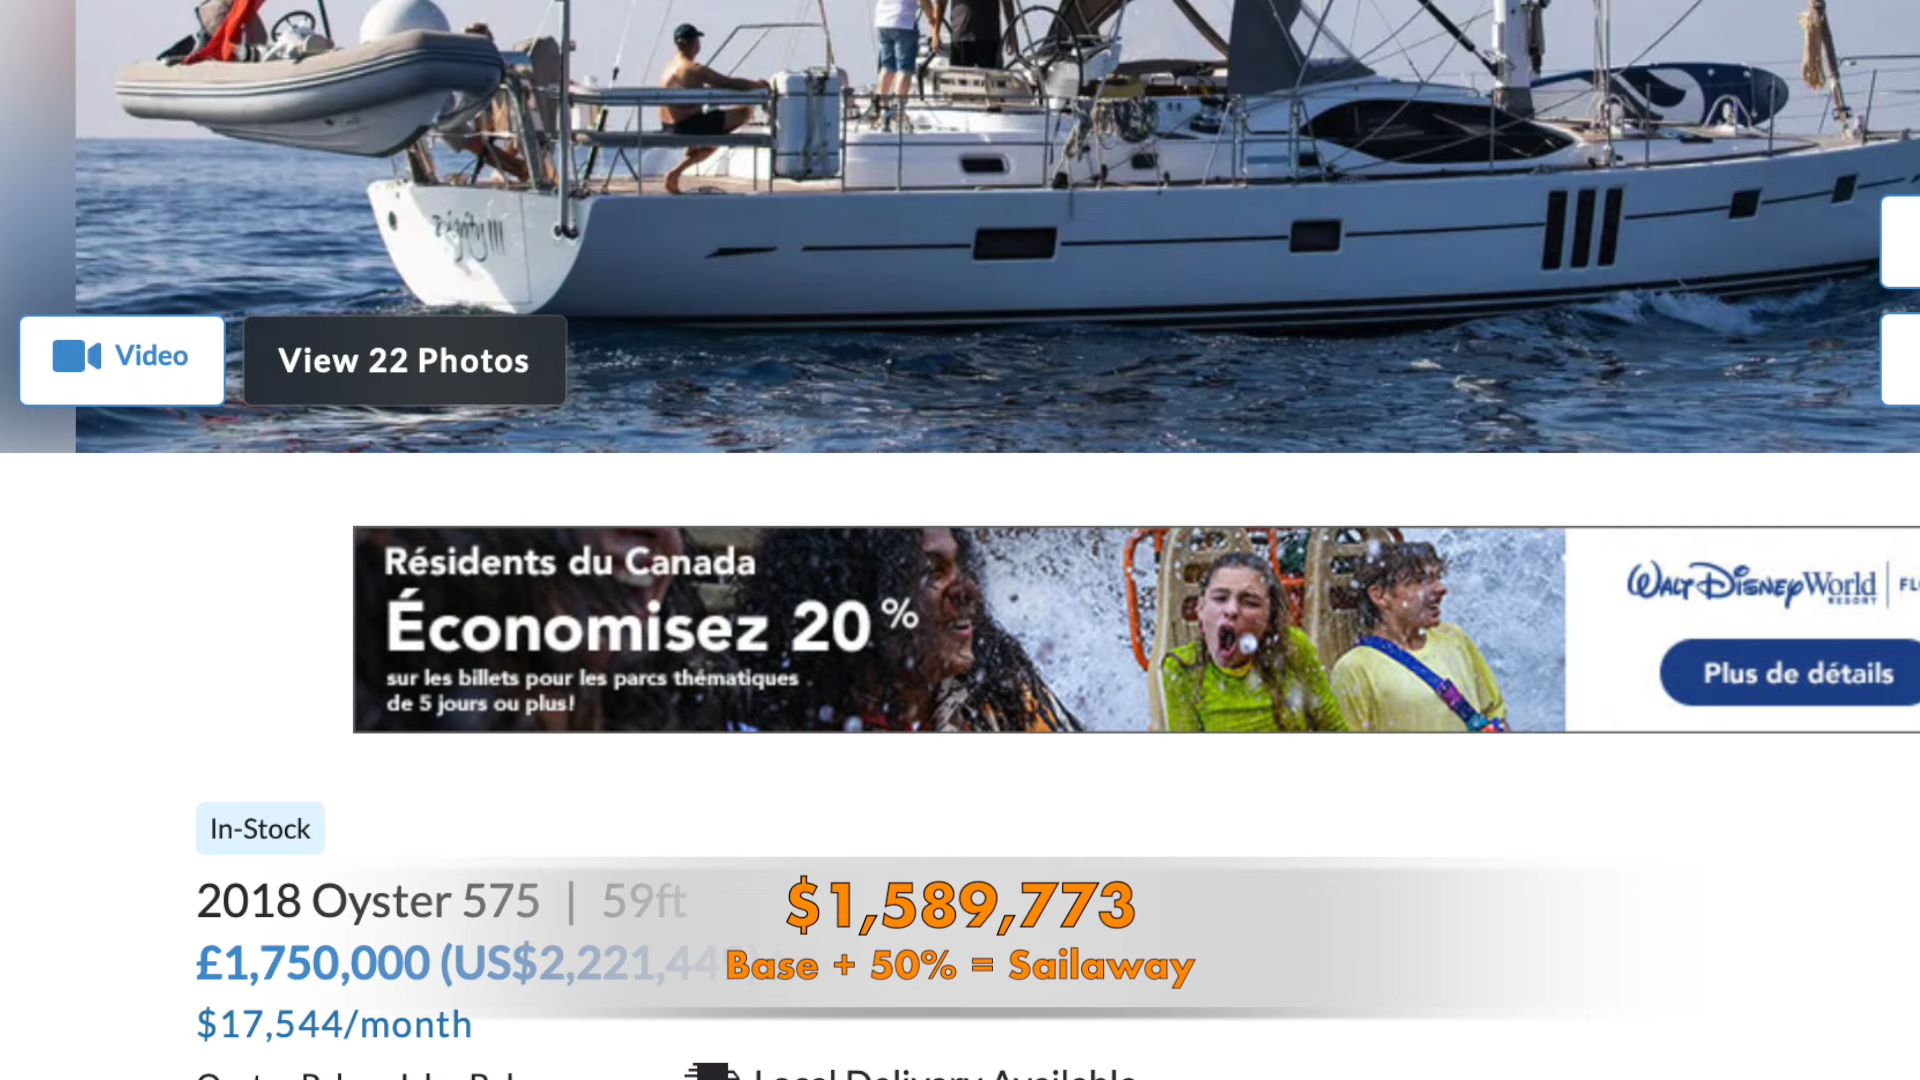 Video
View 22 Photos
Résidents du Canada
Économisez 20 %
sur les billets pour les parcs thématiques
de 5 jours ou plus!
WALT DISNEY World
RESORT
Plus de détails
In-Stock
2018 Oyster 575 | 59ft
£1,750,000 (US$2,221,44
$17,544/month
$1,589,773
Base + 50% = Sailaway
Local Delivery Available